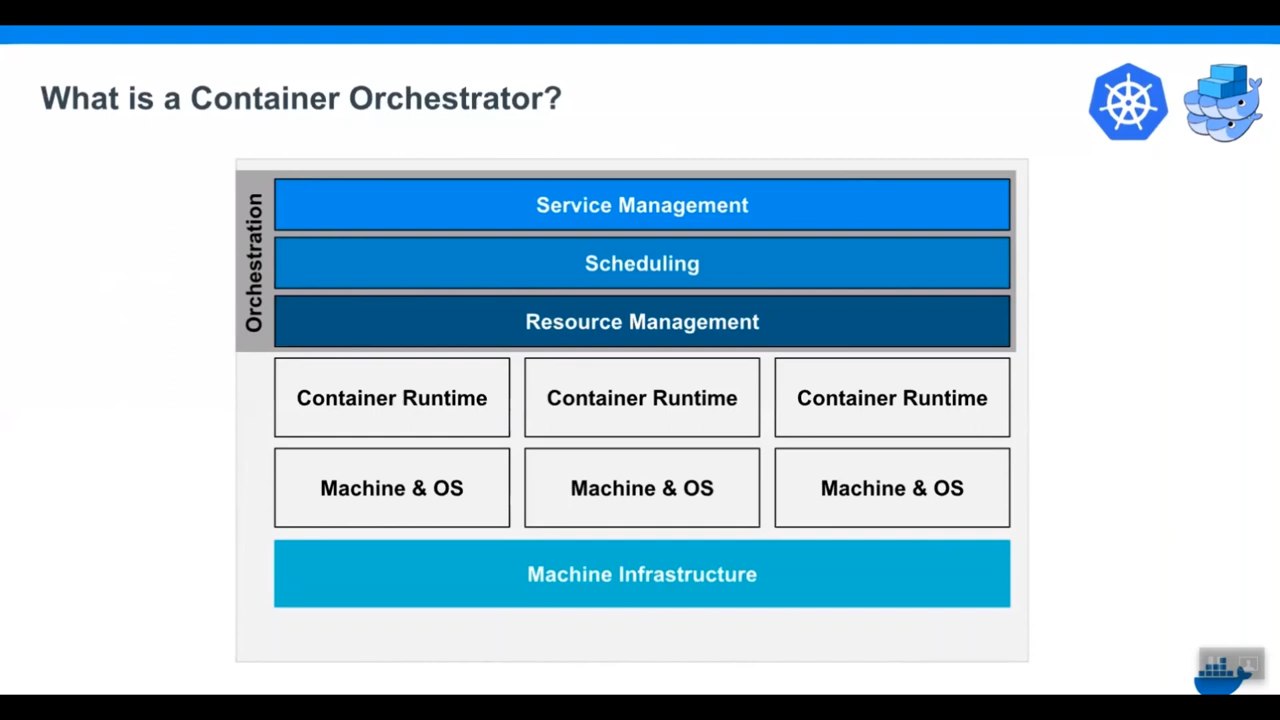 What is a Container Orchestrator?
Orchestration
Service Management
Scheduling
Resource Management
Container Runtime
Container Runtime
Container Runtime
Machine & OS
Machine & OS
Machine & OS
Machine Infrastructure